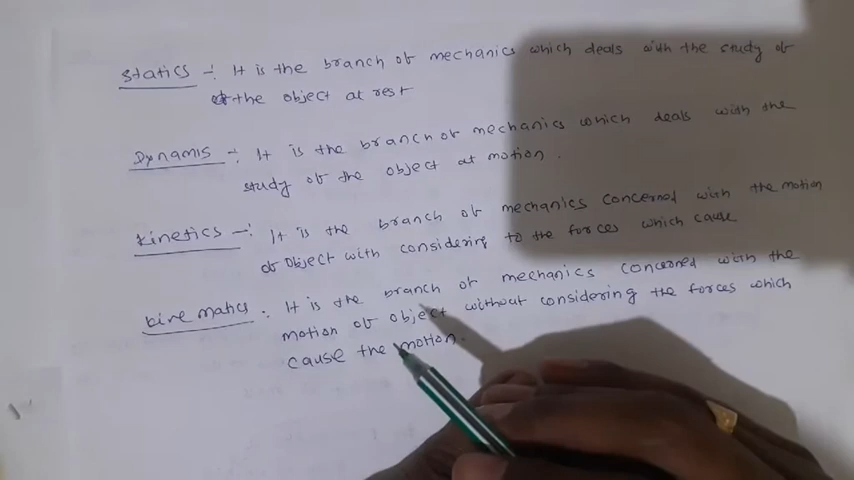 Statics -: It is the branch of mechanics which deals with the study of
of the object at rest
Dynamis -: It is the branch of mechanics which deals with the
study of the object at motion.
Kinetics -: It is the branch of mechanics concerned with the motion
of object with considering to the forces which cause
kinematics : It is the branch of mechanics concerned with the
motion of object without considering the forces which
cause the motion.